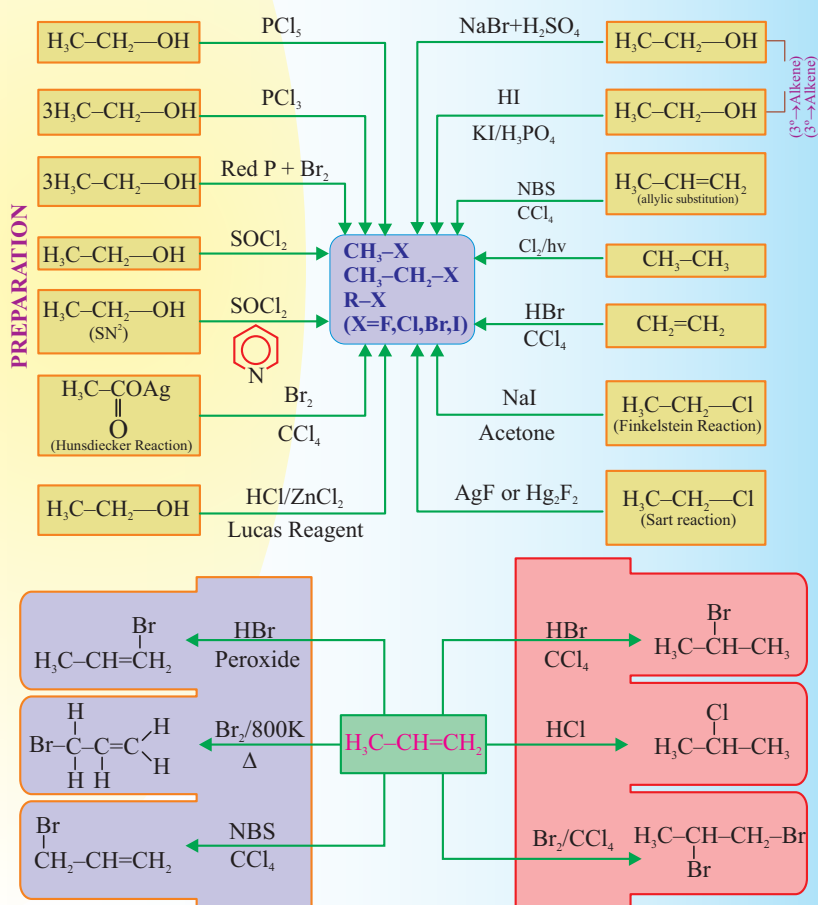 PREPARATION
H₃C–CH₂—OH
PCl₅
3H₃C–CH₂—OH
PCl₃
3H₃C–CH₂—OH
Red P + Br₂
H₃C–CH₂—OH
SOCl₂
H₃C–CH₂—OH
(SN²)
SOCl₂
N
H₃C–COAg
O
(Hunsdiecker Reaction)
Br₂
CCl₄
H₃C–CH₂—OH
HCl/ZnCl₂
Lucas Reagent
CH₃–X
CH₃–CH₂–X
R–X
(X=F,Cl,Br,I)
NaBr+H₂SO₄
H₃C–CH₂—OH
HI
KI/H₃PO₄
H₃C–CH₂—OH
(3º→Alkene)
(3º→Alkene)
NBS
CCl₄
H₃C–CH=CH₂
(allylic substitution)
Cl₂/hv
CH₃–CH₃
HBr
CCl₄
CH₂=CH₂
NaI
Acetone
H₃C–CH₂—Cl
(Finkelstein Reaction)
AgF or Hg₂F₂
H₃C–CH₂—Cl
(Sart reaction)
Br
H₃C–CH=CH₂
HBr
Peroxide
H
H
Br–C–C=C
H
H H
Br₂/800K
Δ
Br
CH₂–CH=CH₂
NBS
CCl₄
H₃C–CH=CH₂
HBr
CCl₄
Br
H₃C–CH–CH₃
HCl
Cl
H₃C–CH–CH₃
Br₂/CCl₄
H₃C–CH–CH₂–Br
Br